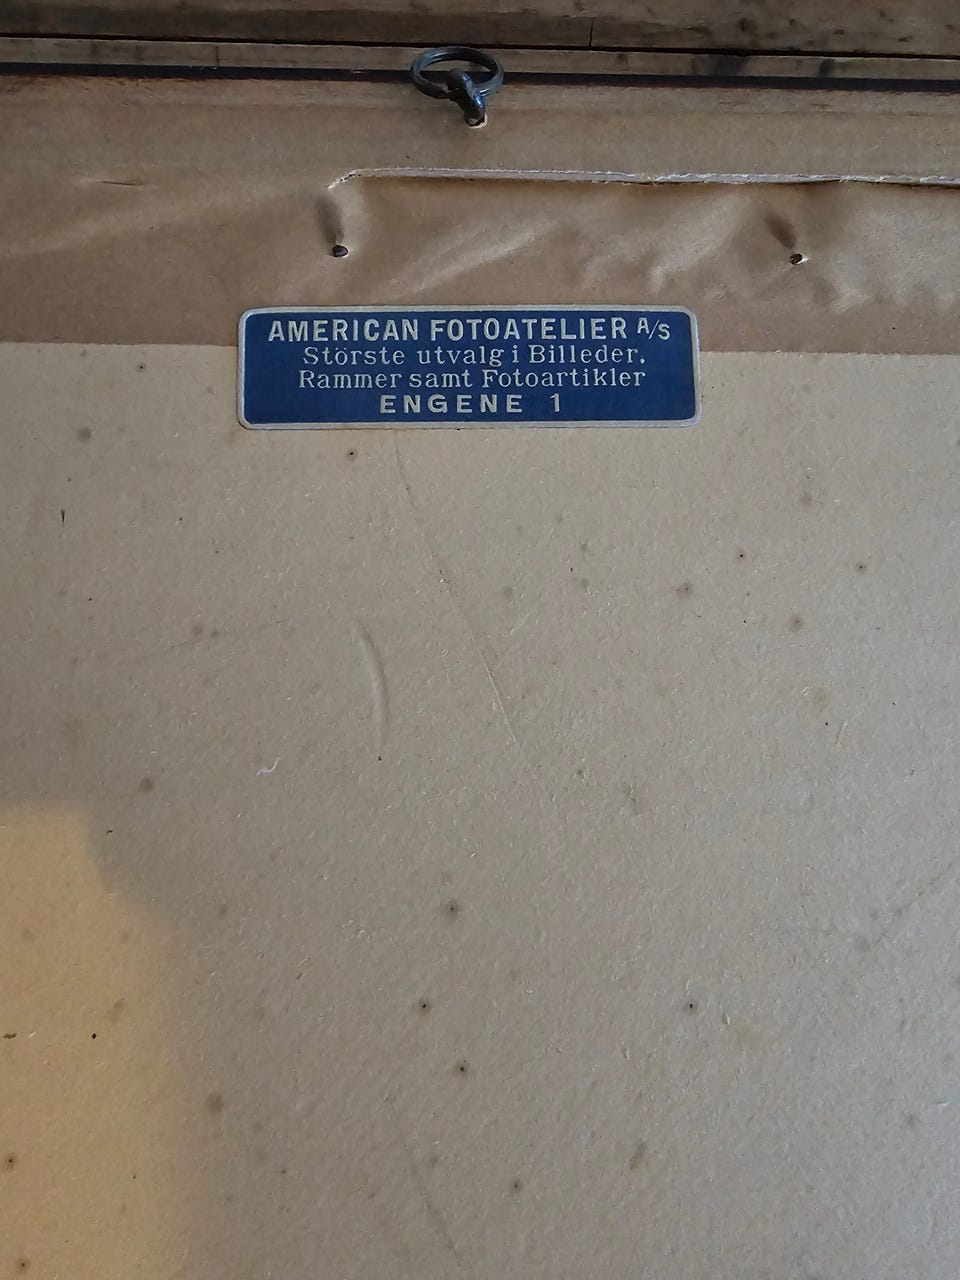 AMERICAN FOTOATELIER A/S
Störste utvalg i Billeder,
Rammer samt Fotoartikler
ENGENE 1